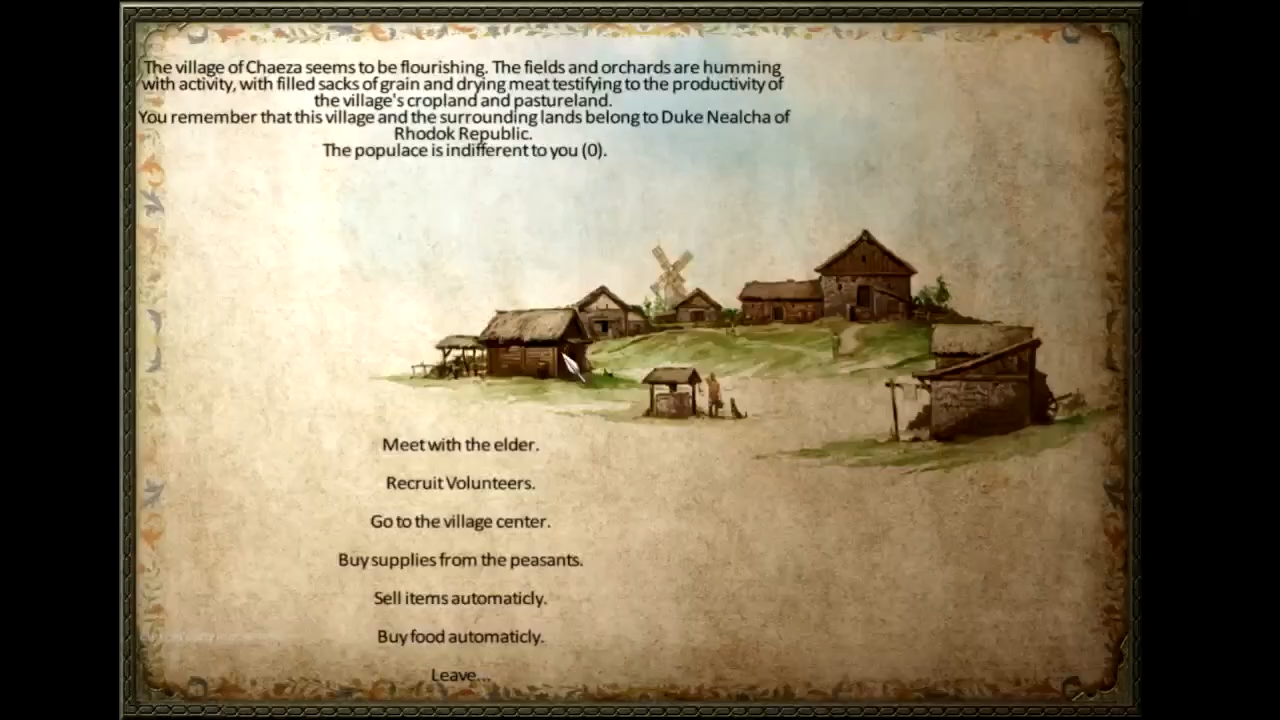 The village of Chaeza seems to be flourishing. The fields and orchards are humming
with activity, with filled sacks of grain and drying meat testifying to the productivity of
the village's cropland and pastureland.
You remember that this village and the surrounding lands belong to Duke Nealcha of
Rhodok Republic.
The populace is indifferent to you (0).
Meet with the elder.
Recruit Volunteers.
Go to the village center.
Buy supplies from the peasants.
Sell items automaticly.
Buy food automaticly.
Leave...